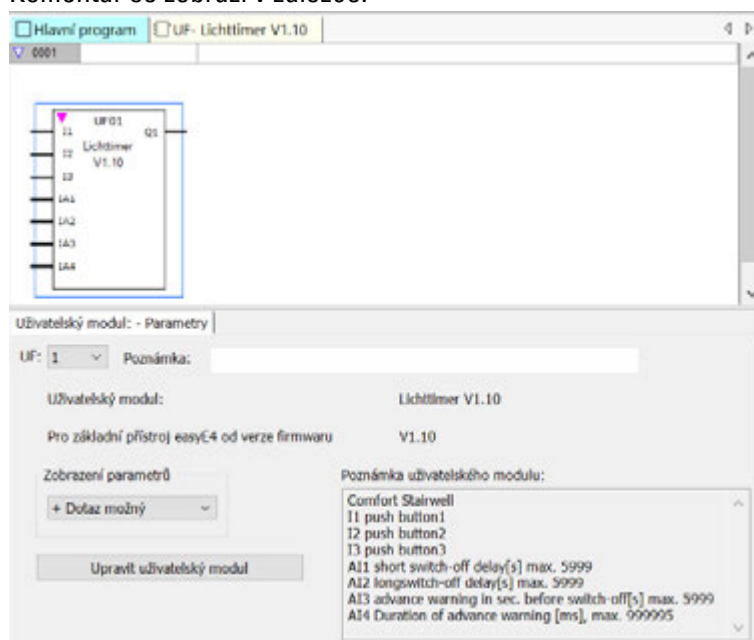 Hlavní program
UF- Lichttimer V1.10
0001
UF01
I1 Q1
I2 Lichttimer
V1.10
I3
IA1
IA2
IA3
IA4
Uživatelský modul: - Parametry
UF: 1 Poznámka:
Uživatelský modul: Lichttimer V1.10
Pro základní přístroj easyE4 od verze firmwaru V1.10
Zobrazení parametrů
+ Dotaz možný
Upravit uživatelský modul
Poznámka uživatelského modulu:
Comfort Stairwell
I1 push button1
I2 push button2
I3 push button3
AI1 short switch-off delay[s] max. 5999
AI2 longswitch-off delay[s] max. 5999
AI3 advance warning in sec. before switch-off[s] max. 5999
AI4 Duration of advance warning [ms], max. 999995